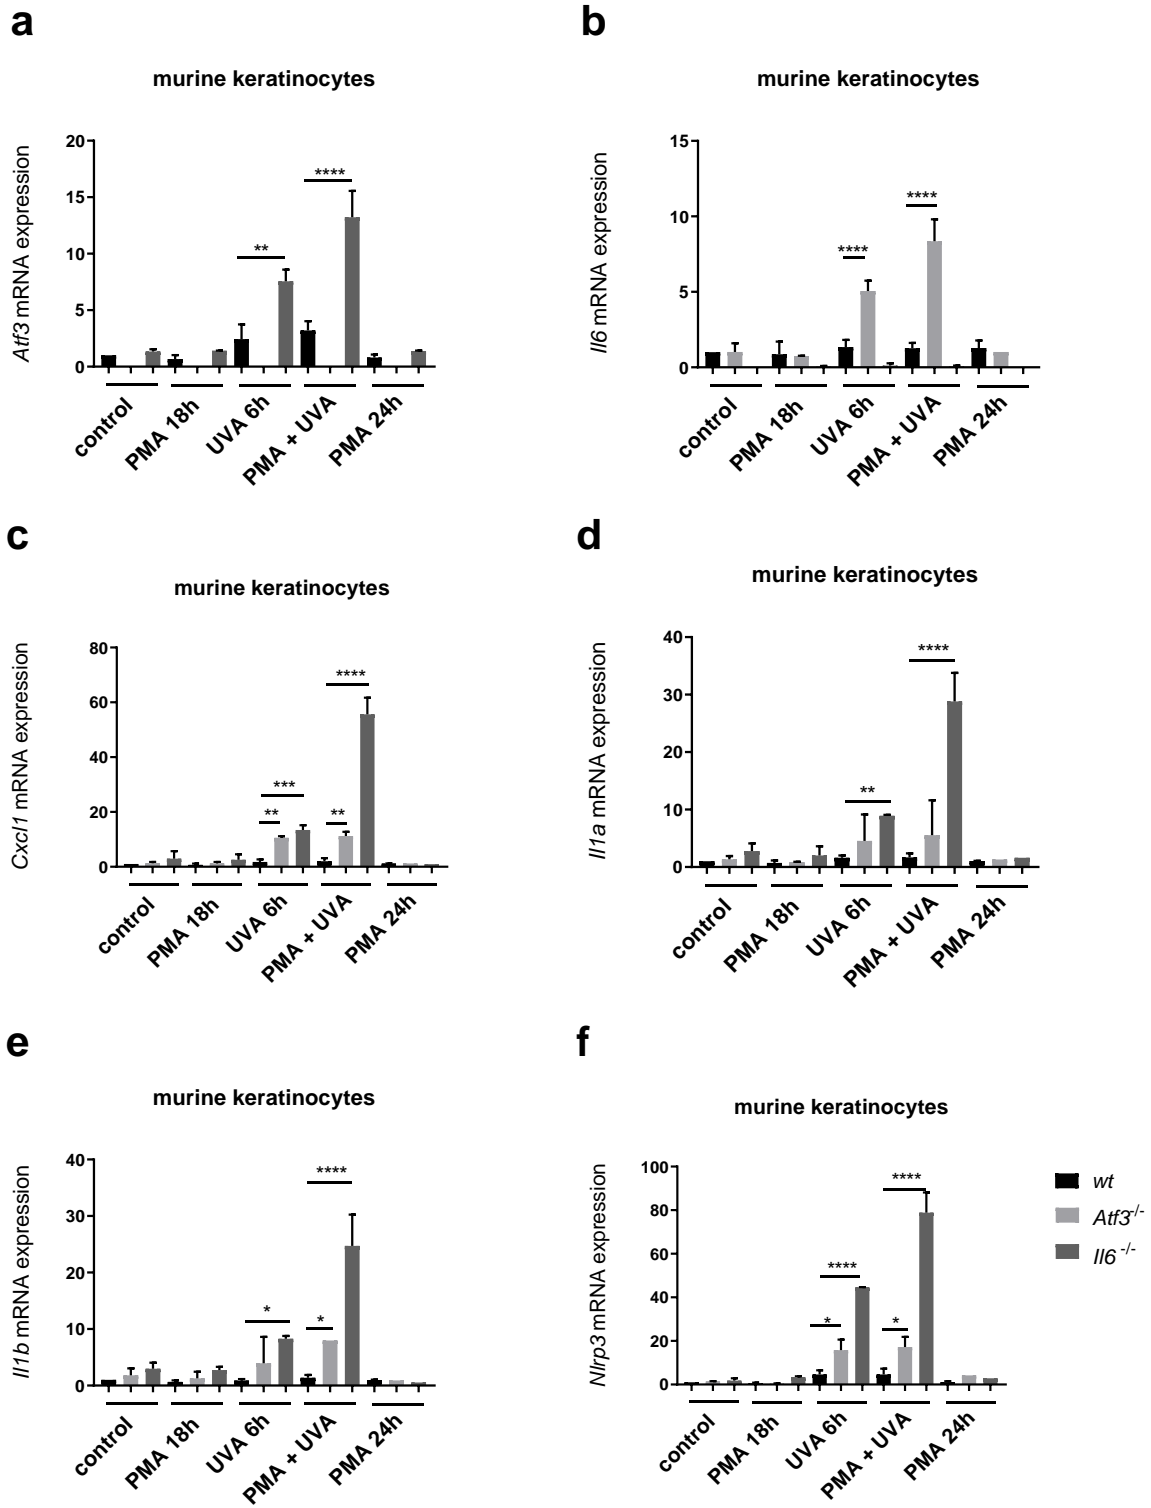 a
murine keratinocytes
Atf3 mRNA expression
20
15
10
5
0
**
****
control
PMA 18h
UVA 6h
PMA + UVA
PMA 24h
b
murine keratinocytes
Il6 mRNA expression
15
10
5
0
****
****
control
PMA 18h
UVA 6h
PMA + UVA
PMA 24h
c
murine keratinocytes
Cxcl1 mRNA expression
80
60
40
20
0
***
**
****
**
control
PMA 18h
UVA 6h
PMA + UVA
PMA 24h
d
murine keratinocytes
Il1a mRNA expression
40
30
20
10
0
**
****
control
PMA 18h
UVA 6h
PMA + UVA
PMA 24h
e
murine keratinocytes
Il1b mRNA expression
40
30
20
10
0
*
****
*
control
PMA 18h
UVA 6h
PMA + UVA
PMA 24h
f
murine keratinocytes
Nlrp3 mRNA expression
100
80
60
40
20
0
****
*
****
*
control
PMA 18h
UVA 6h
PMA + UVA
PMA 24h
wt
Atf3-/-
Il6 -/-